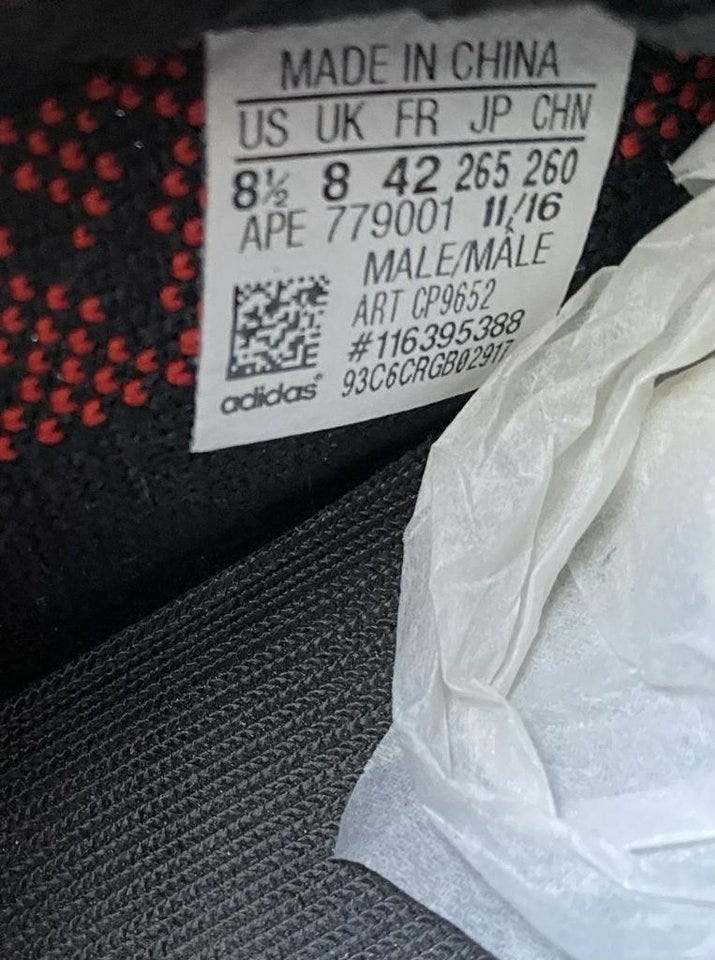 MADE IN CHINA
US UK FR JP CHN
8½ 8 42 265 260
APE 779001 11/16
MALE/MÂLE
ART CP9652
#116395388
93C6CRGB02917
adidas